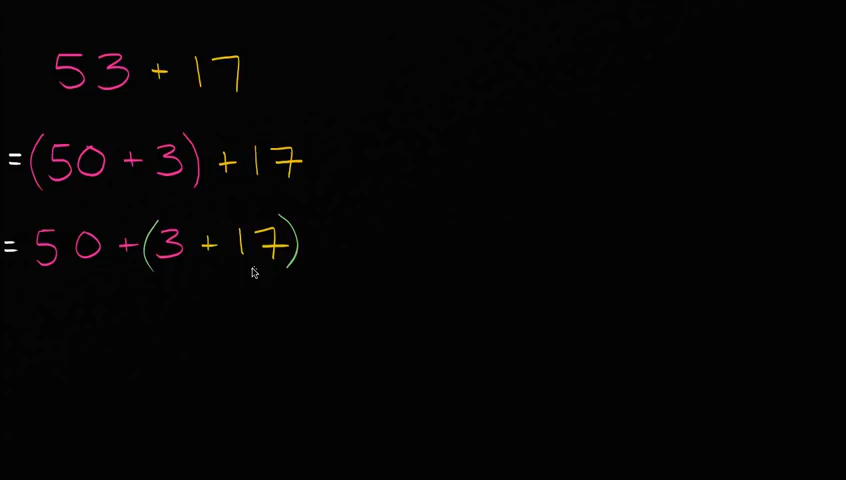 53 + 17
= (50 + 3) + 17
= 50 + (3 + 17)